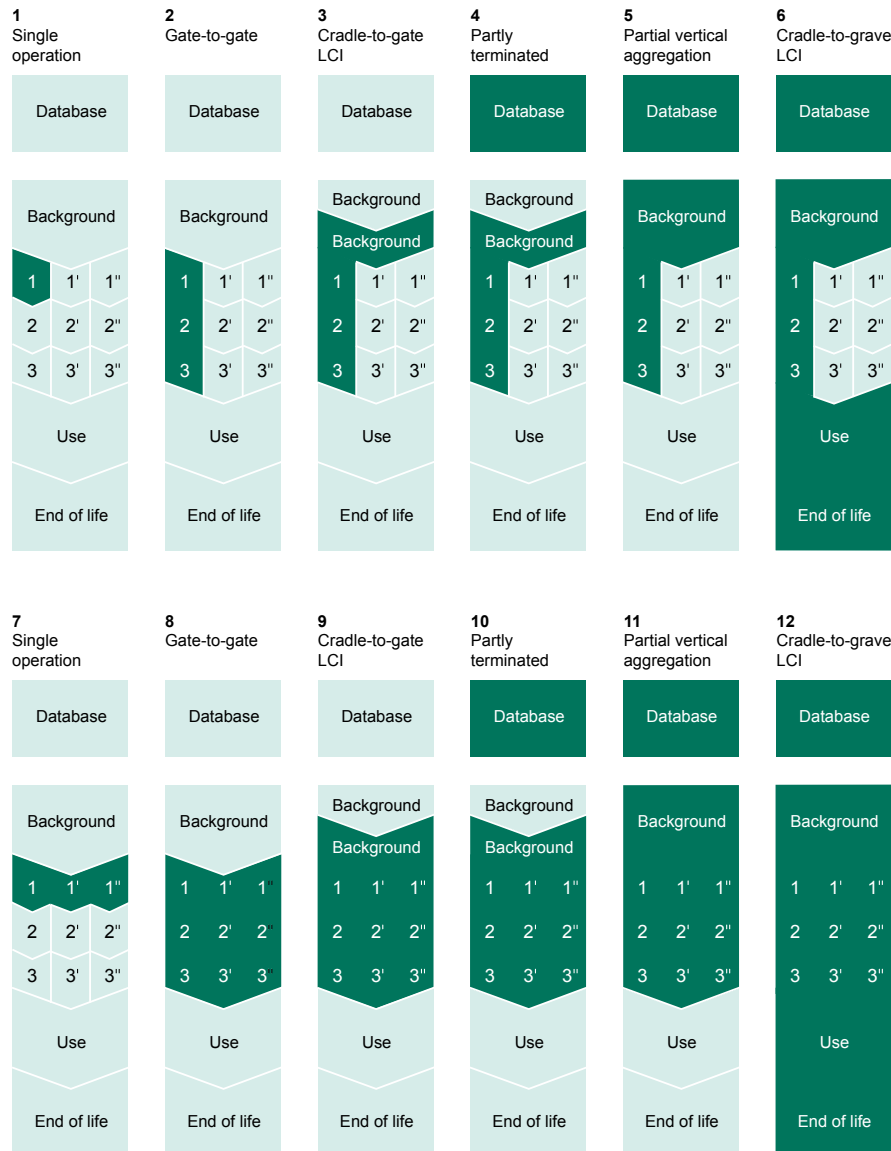 1
Single
operation
2
Gate-to-gate
3
Cradle-to-gate
LCI
4
Partly
terminated
5
Partial vertical
aggregation
6
Cradle-to-grave
LCI
Database Database Database Database Database Database
Background Background Background Background Background Background
Background Background
1 1' 1" 1 1' 1" 1 1' 1" 1 1' 1" 1 1' 1" 1 1' 1"
2 2' 2" 2 2' 2" 2 2' 2" 2 2' 2" 2 2' 2" 2 2' 2"
3 3' 3" 3 3' 3" 3 3' 3" 3 3' 3" 3 3' 3" 3 3' 3"
Use Use Use Use Use Use
End of life End of life End of life End of life End of life End of life
7
Single
operation
8
Gate-to-gate
9
Cradle-to-gate
LCI
10
Partly
terminated
11
Partial vertical
aggregation
12
Cradle-to-grave
LCI
Database Database Database Database Database Database
Background Background Background Background Background Background
Background Background
1 1' 1" 1 1' 1" 1 1' 1" 1 1' 1" 1 1' 1" 1 1' 1"
2 2' 2" 2 2' 2" 2 2' 2" 2 2' 2" 2 2' 2" 2 2' 2"
3 3' 3" 3 3' 3" 3 3' 3" 3 3' 3" 3 3' 3" 3 3' 3"
Use Use Use Use Use Use
End of life End of life End of life End of life End of life End of life